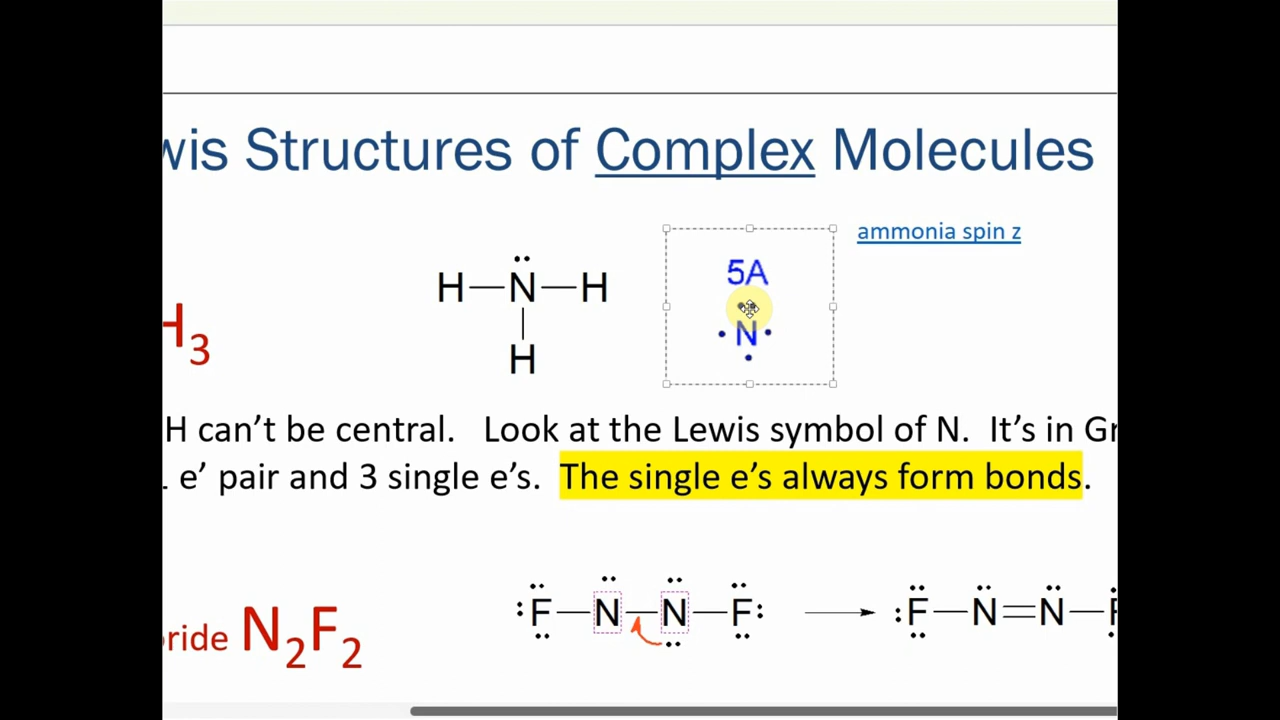 wis Structures of Complex Molecules
ammonia spin z
5A
H—N—H
N
H
H3
H can’t be central. Look at the Lewis symbol of N. It’s in Gr
e’ pair and 3 single e’s. The single e’s always form bonds.
:F—N—N—F: :F—N=N—F
ride N2F2